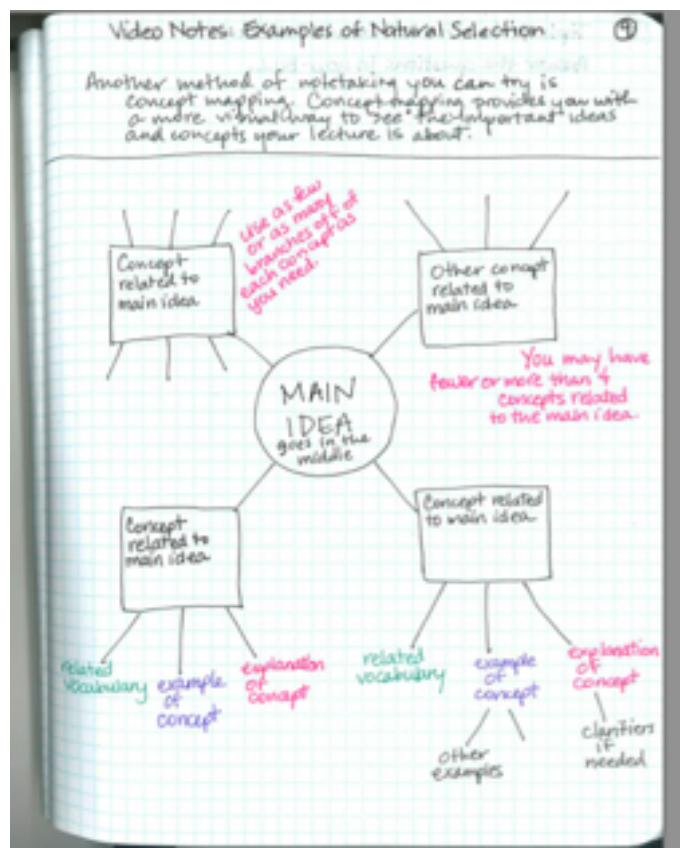 Video Notes: Examples of Natural Selection
9
Another method of notetaking you can try is
concept mapping. Concept mapping provides you with
a more visual way to see the important ideas
and concepts your lecture is about.
Use as few
or as many
branches off of
each concept as
you need.
Concept
related to
main idea
Other concept
related to
main idea
You may have
fewer or more than 4
concepts related
to the main idea.
MAIN
IDEA
goes in the
middle
Concept
related to
main idea
Concept related
to main idea
related
vocabulary
example
of
concept
explanation
of
concept
related
vocabulary
example
of
concept
explanation
of
concept
other
examples
clarifiers
if
needed